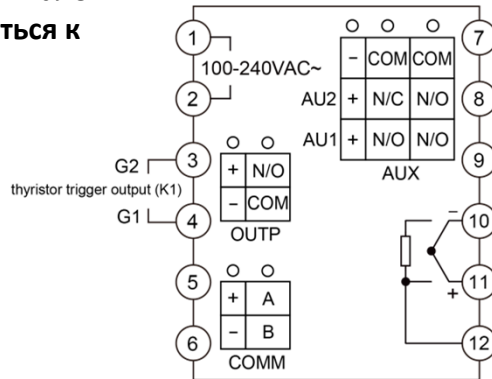 ться к
1
100-240VAC~
2
G2
3
thyristor trigger output (K1)
G1
4
+ N/O
− COM
OUTP
5
6
+ A
− B
COMM
− COM COM
AU2 + N/C N/O
AU1 + N/O N/O
AUX
7
8
9
10 −
11 +
12